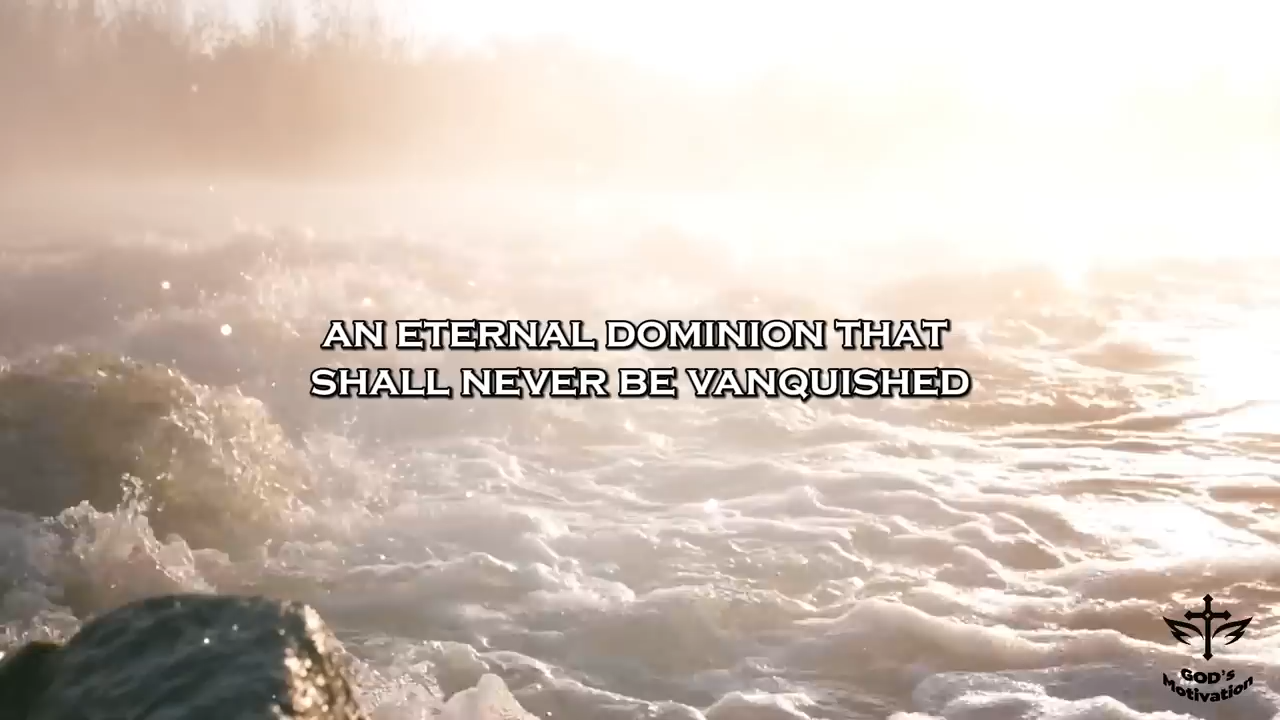 AN ETERNAL DOMINION THAT
SHALL NEVER BE VANQUISHED
GOD's
Motivation